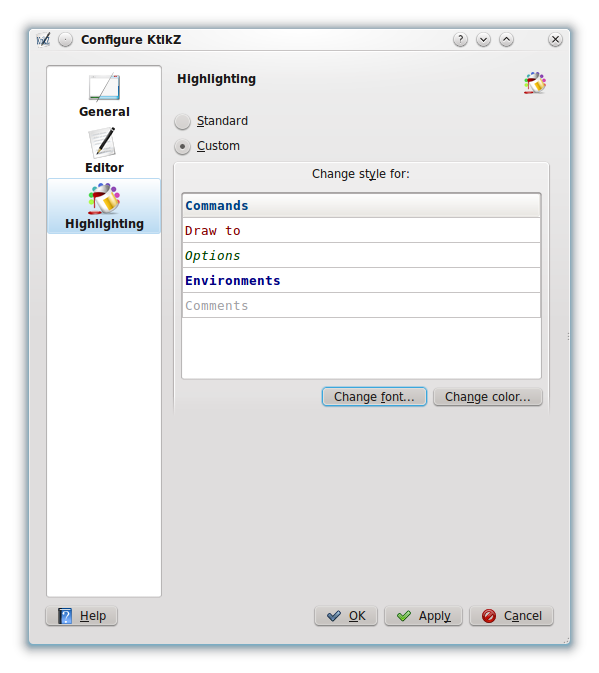 Configure KtikZ
General
Editor
Highlighting
Highlighting
Standard
Custom
Change style for:
Commands
Draw to
Options
Environments
Comments
Change font...
Change color...
Help
OK
Apply
Cancel